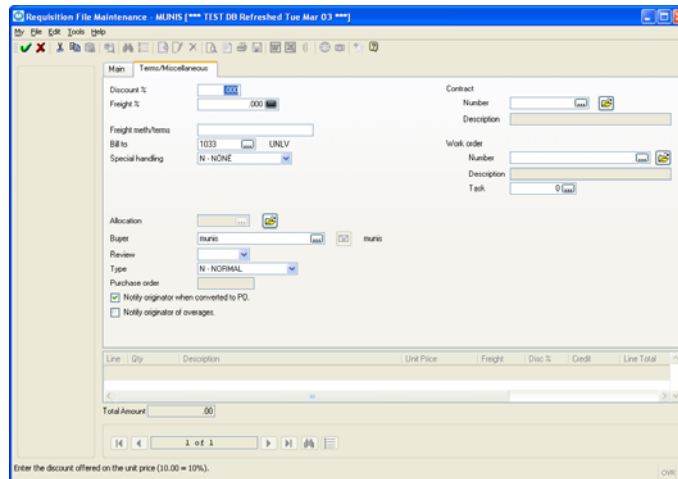 Requisition File Maintenance - MUNIS [*** TEST DB Refreshed Tue Mar 03 ***]
My File Edit Tools Help
Main Terms/Miscellaneous
Discount % .000
Freight % .000
Freight meth/terms
Bill to 1033 ... UNLV
Special handling N - NONE
Contract
Number ...
Description
Work order
Number ...
Description
Task 0 ...
Allocation ...
Buyer munis ... munis
Review
Type N - NORMAL
Purchase order
Notify originator when converted to PO.
Notify originator of overages.
Line Qty Description Unit Price Freight Disc % Credit Line Total
Total Amount .00
1 of 1
Enter the discount offered on the unit price (10.00 = 10%).
OVR